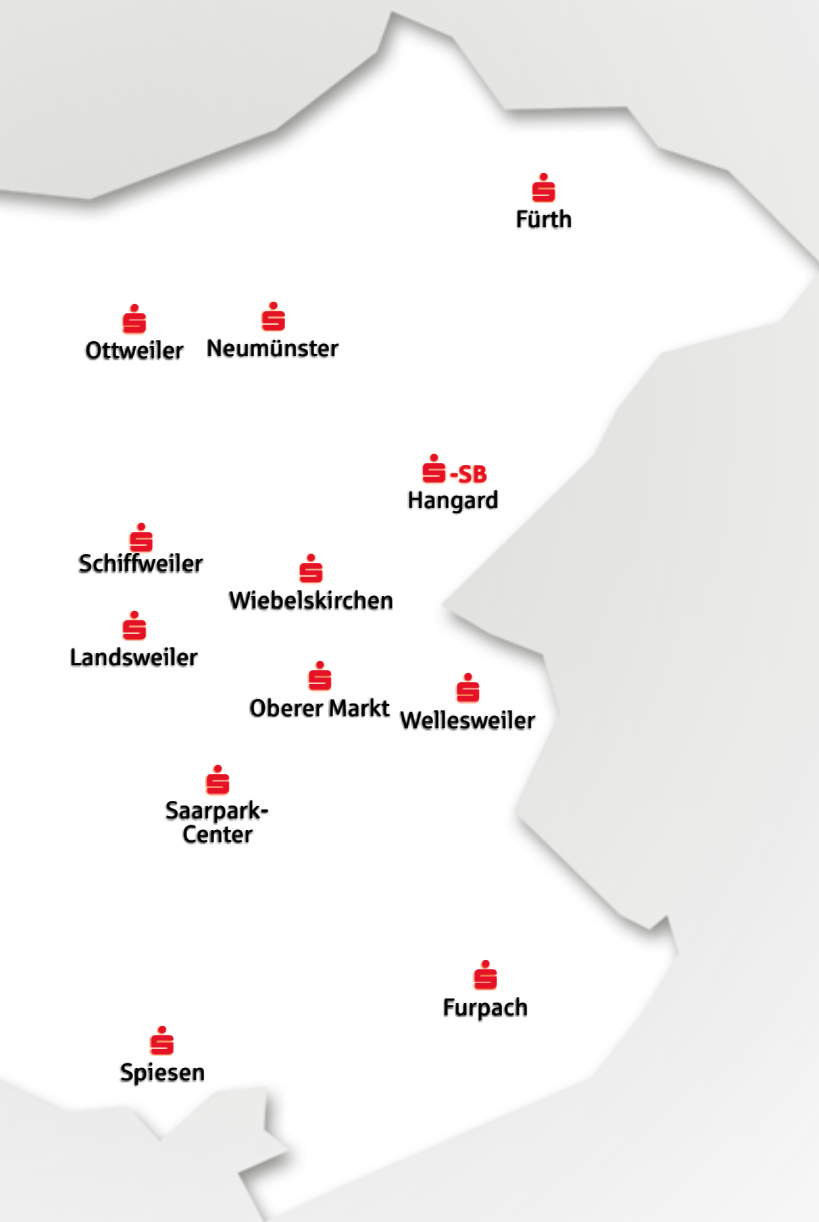 Fürth
Ottweiler
Neumünster
-SB
Hangard
Schiffweiler
Wiebelskirchen
Landsweiler
Oberer Markt
Wellesweiler
Saarpark-
Center
Furpach
Spiesen